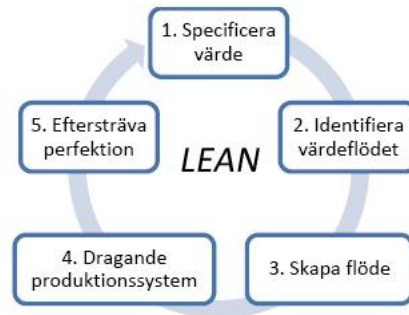 1. Specificera
värde
2. Identifiera
värdeflödet
3. Skapa flöde
4. Dragande
produktionssystem
5. Eftersträva
perfektion
LEAN